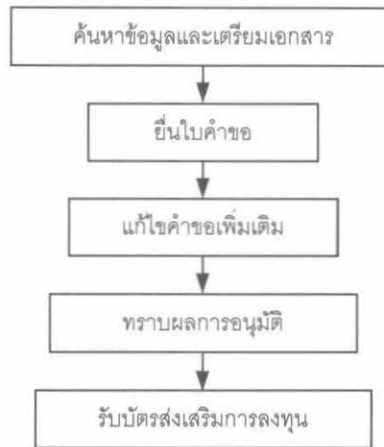 ค้นหาข้อมูลและเตรียมเอกสาร
ยื่นใบคำขอ
แก้ไขคำขอเพิ่มเติม
ทราบผลการอนุมัติ
รับบัตรส่งเสริมการลงทุน